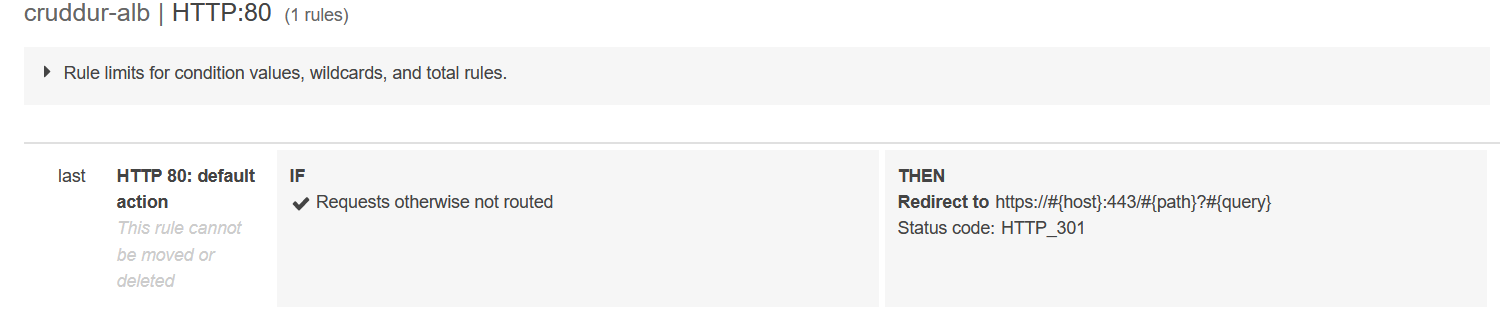 cruddur-alb | HTTP:80 (1 rules)
Rule limits for condition values, wildcards, and total rules.
last
HTTP 80: default
action
This rule cannot
be moved or
deleted
IF
Requests otherwise not routed
THEN
Redirect to https://#{host}:443/#{path}?#{query}
Status code: HTTP_301